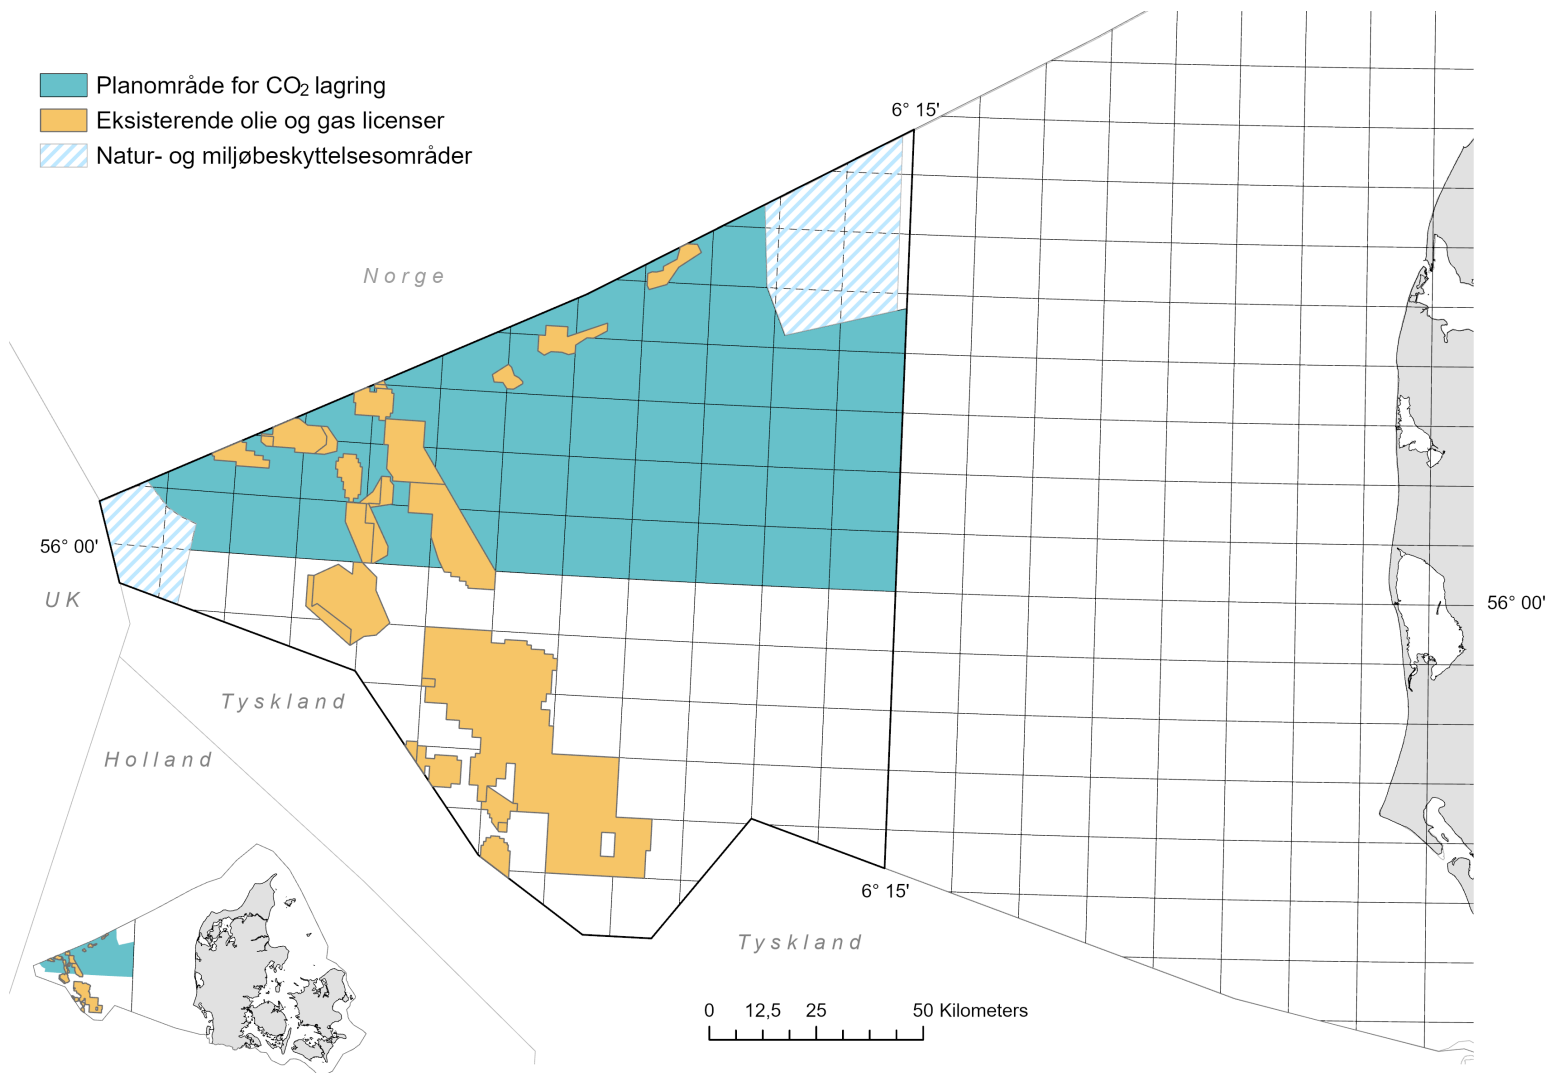 Planområde for CO2 lagring
Eksisterende olie og gas licenser
Natur- og miljøbeskyttelsesområder
6° 15'
Norge
56° 00'
UK
56° 00'
Tyskland
Holland
6° 15'
Tyskland
0 12,5 25 50 Kilometers